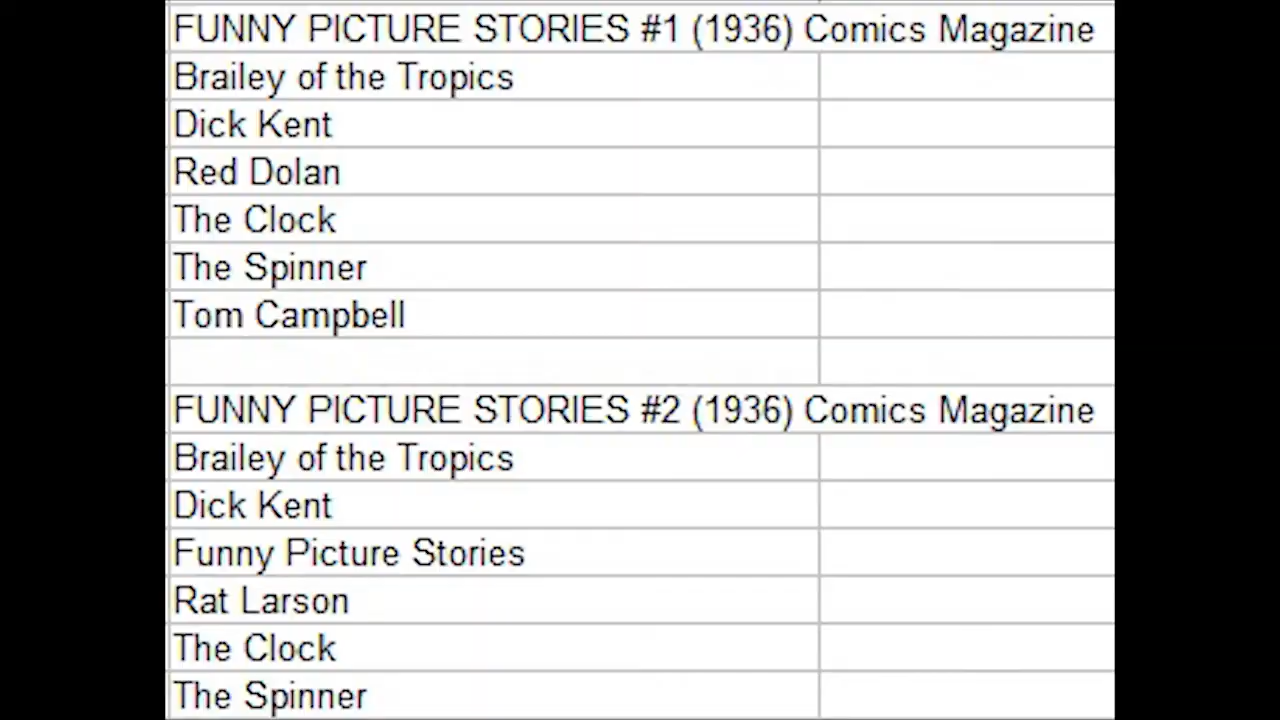 FUNNY PICTURE STORIES #1 (1936) Comics Magazine
Brailey of the Tropics
Dick Kent
Red Dolan
The Clock
The Spinner
Tom Campbell
FUNNY PICTURE STORIES #2 (1936) Comics Magazine
Brailey of the Tropics
Dick Kent
Funny Picture Stories
Rat Larson
The Clock
The Spinner